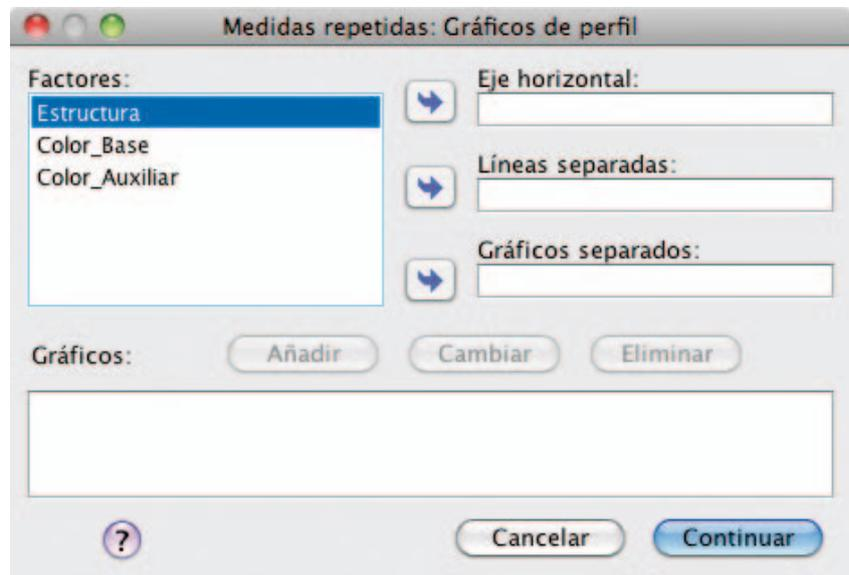 Medidas repetidas: Gráficos de perfil
Factores:
Estructura
Color_Base
Color_Auxiliar
Eje horizontal:
Líneas separadas:
Gráficos separados:
Gráficos:
Añadir
Cambiar
Eliminar
?
Cancelar
Continuar